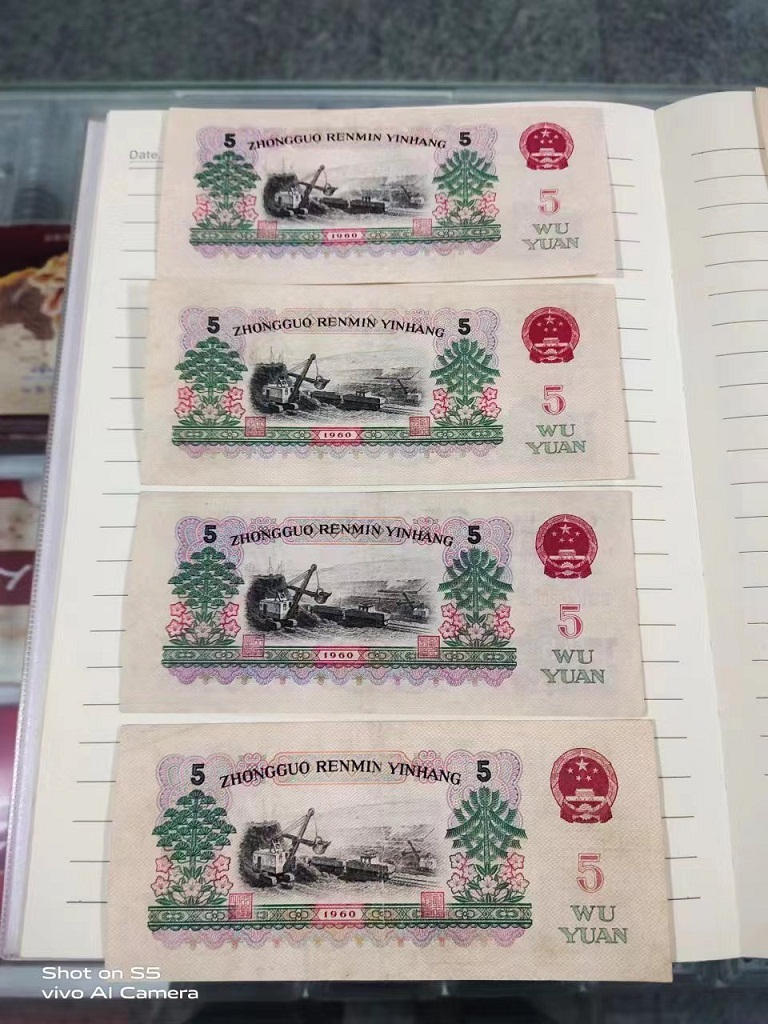 Date.
5 ZHONGGUO RENMIN YINHANG 5
5
WU
YUAN
1960
5 ZHONGGUO RENMIN YINHANG 5
5
WU
YUAN
1960
5 ZHONGGUO RENMIN YINHANG 5
5
WU
YUAN
1960
5 ZHONGGUO RENMIN YINHANG 5
5
WU
YUAN
1960
Shot on S5
vivo AI Camera